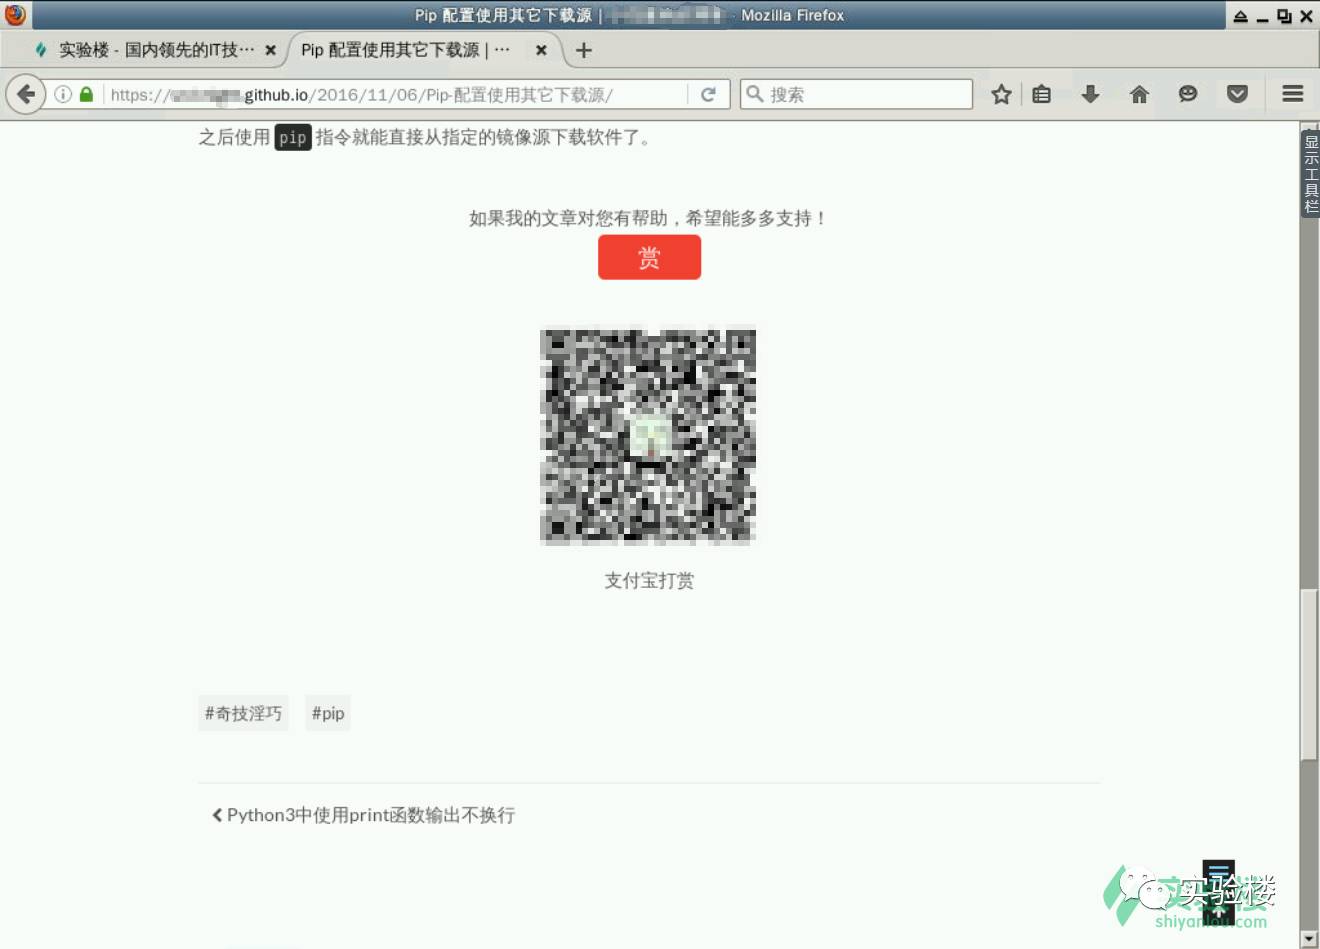 Pip 配置使用其它下载源 | - Mozilla Firefox
实验楼 - 国内领先的IT技…
Pip 配置使用其它下载源 | …
https://
github.io/2016/11/06/Pip-配置使用其它下载源/
搜索
显示工具栏
之后使用 pip 指令就能直接从指定的镜像源下载软件了。
如果我的文章对您有帮助，希望能多多支持！
赏
支付宝打赏
#奇技淫巧 #pip
Python3中使用print函数输出不换行
实验楼
shiyanlou.com